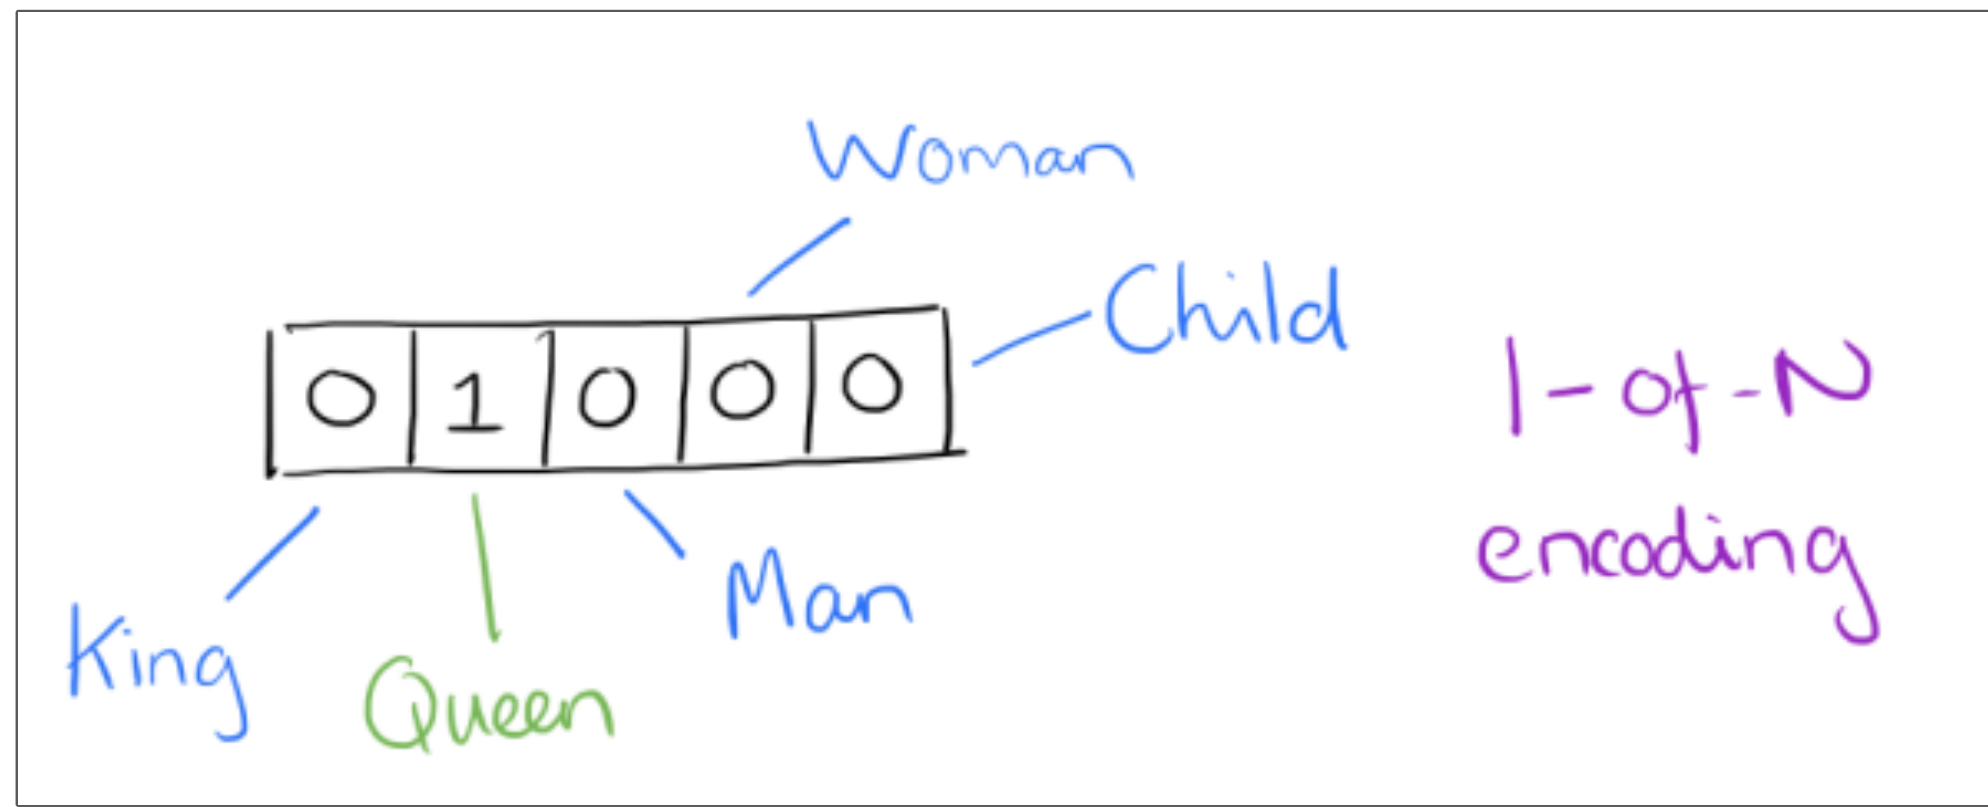 Woman
Child
0 1 0 0 0
King
Queen
Man
1-of-N
encoding